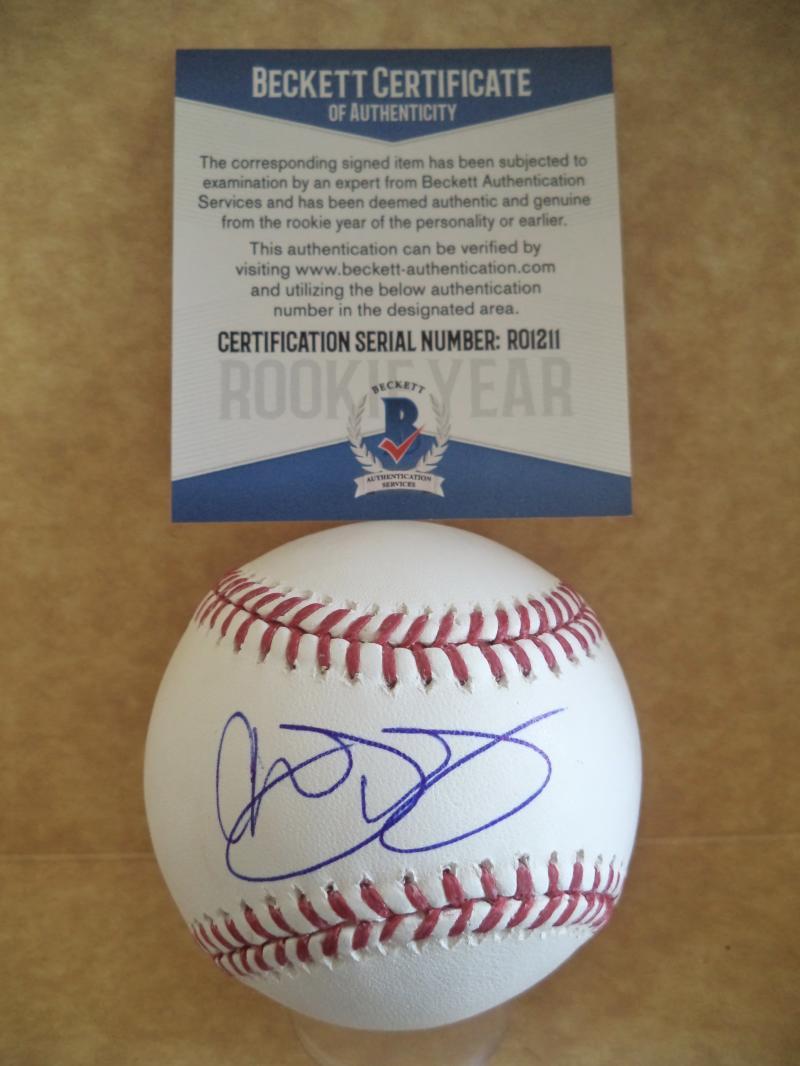 BECKETT CERTIFICATE
OF AUTHENTICITY
The corresponding signed item has been subjected to
examination by an expert from Beckett Authentication
Services and has been deemed authentic and genuine
from the rookie year of the personality or earlier.
This authentication can be verified by
visiting www.beckett-authentication.com
and utilizing the below authentication
number in the designated area.
CERTIFICATION SERIAL NUMBER: R01211
ROOKIE YEAR
BECKETT
B
AUTHENTICATION
SERVICES